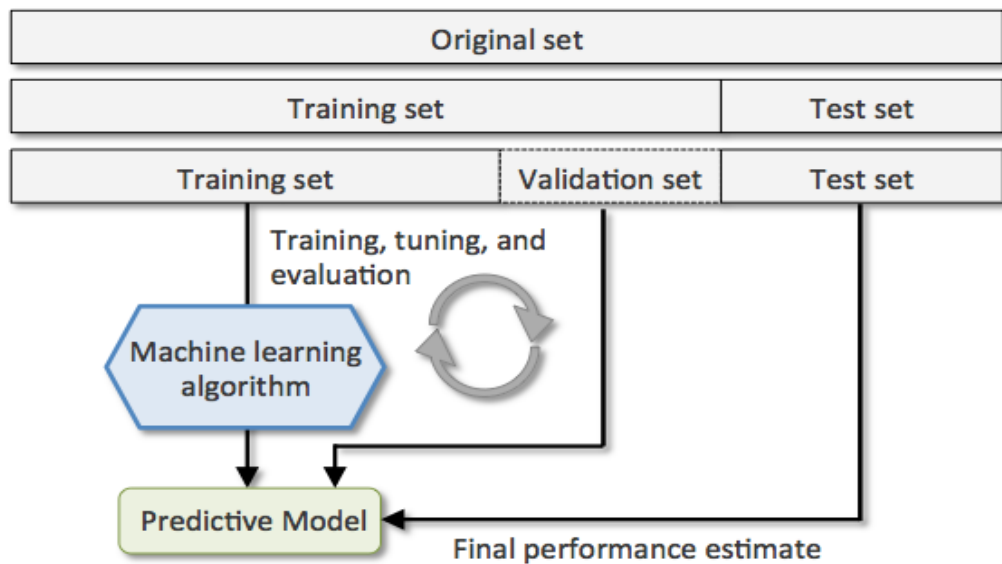 Original set
Training set Test set
Training set Validation set Test set
Training, tuning, and
evaluation
Machine learning
algorithm
Predictive Model
Final performance estimate